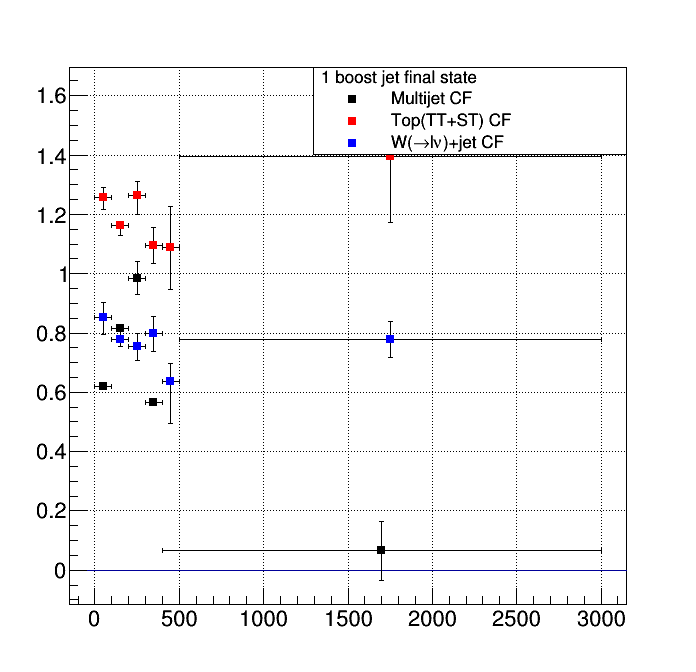 1 boost jet final state
Multijet CF
Top(TT+ST) CF
W(→lν)+jet CF
1.6
1.4
1.2
1
0.8
0.6
0.4
0.2
0
0 500 1000 1500 2000 2500 3000